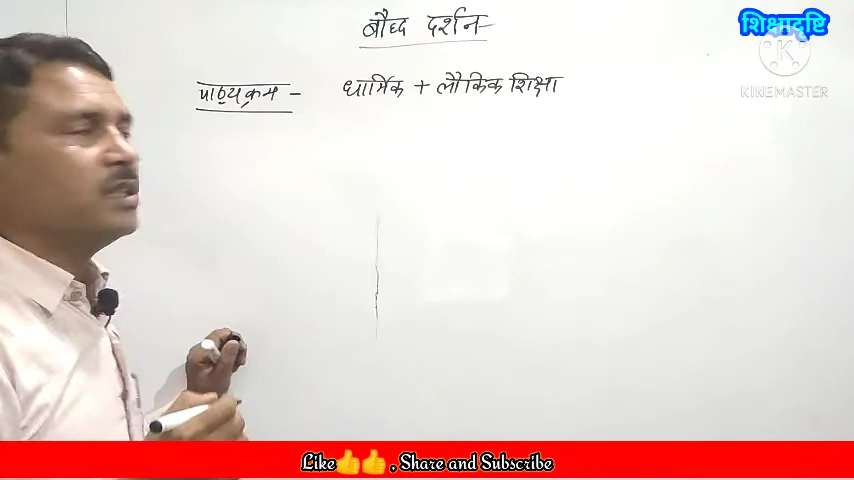 बौद्ध दर्शन-
शिक्षादृष्टि
पाठ्यक्रम - धार्मिक + लौकिक शिक्षा
K
KINEMASTER
Like👍👍, Share and Subscribe